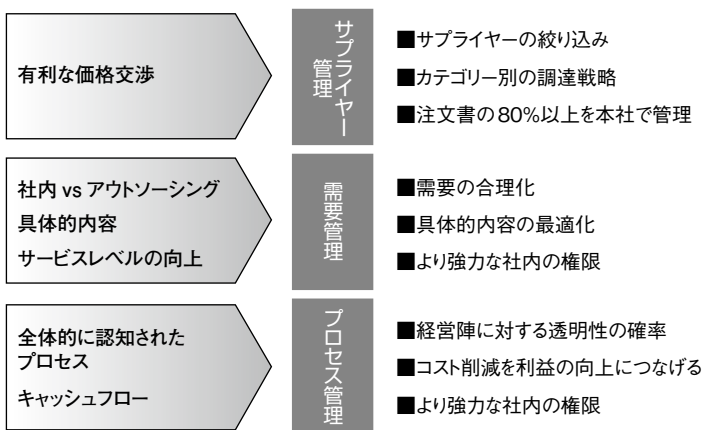 有利な価格交渉
サプライヤー
管理
■サプライヤーの絞り込み
■カテゴリー別の調達戦略
■注文書の80%以上を本社で管理
社内 vs アウトソーシング
具体的内容
サービスレベルの向上
需要管理
■需要の合理化
■具体的内容の最適化
■より強力な社内の権限
全体的に認知された
プロセス
キャッシュフロー
プロセス管理
■経営陣に対する透明性の確率
■コスト削減を利益の向上につなげる
■より強力な社内の権限